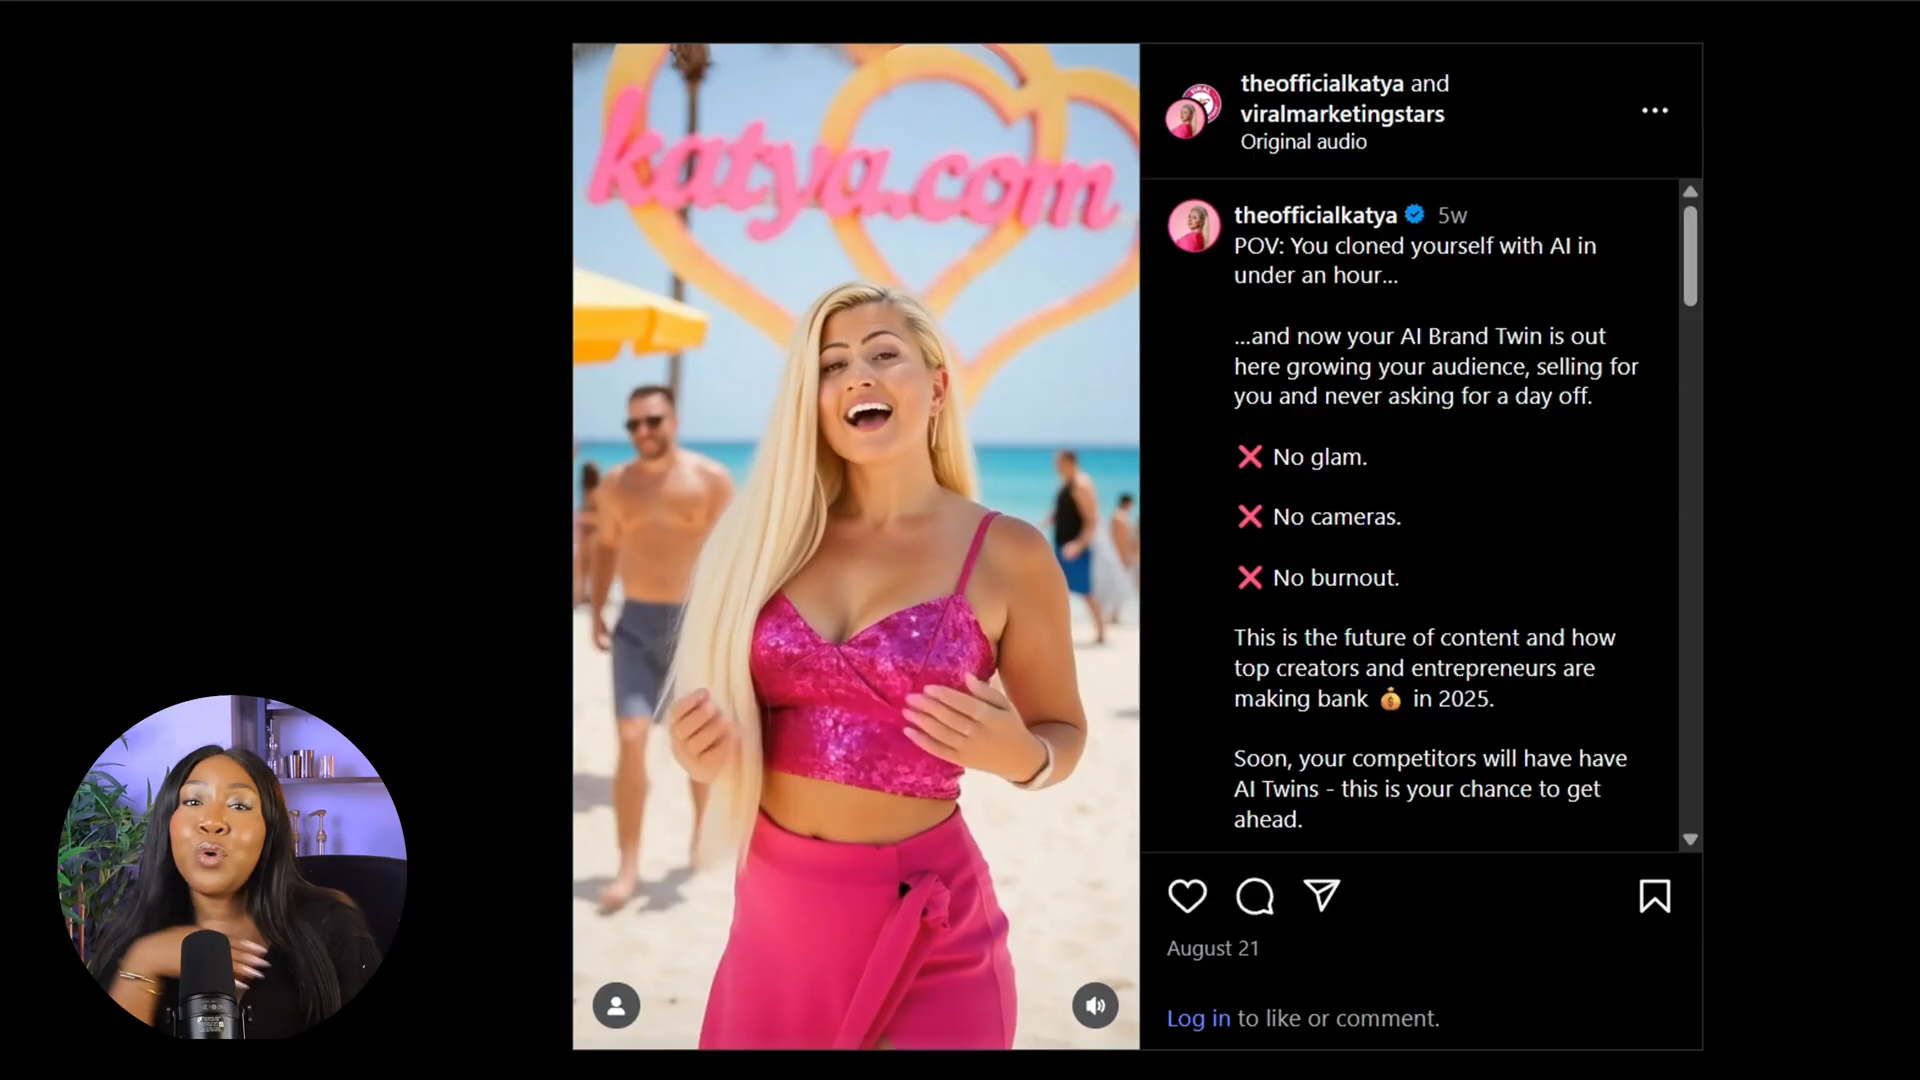 katya.com
theofficialkatya and
viralmarketingstars
Original audio
theofficialkatya 5w
POV: You cloned yourself with AI in
under an hour...
...and now your AI Brand Twin is out
here growing your audience, selling for
you and never asking for a day off.
❌ No glam.
❌ No cameras.
❌ No burnout.
This is the future of content and how
top creators and entrepreneurs are
making bank 💰 in 2025.
Soon, your competitors will have have
AI Twins - this is your chance to get
ahead.
August 21
Log in to like or comment.